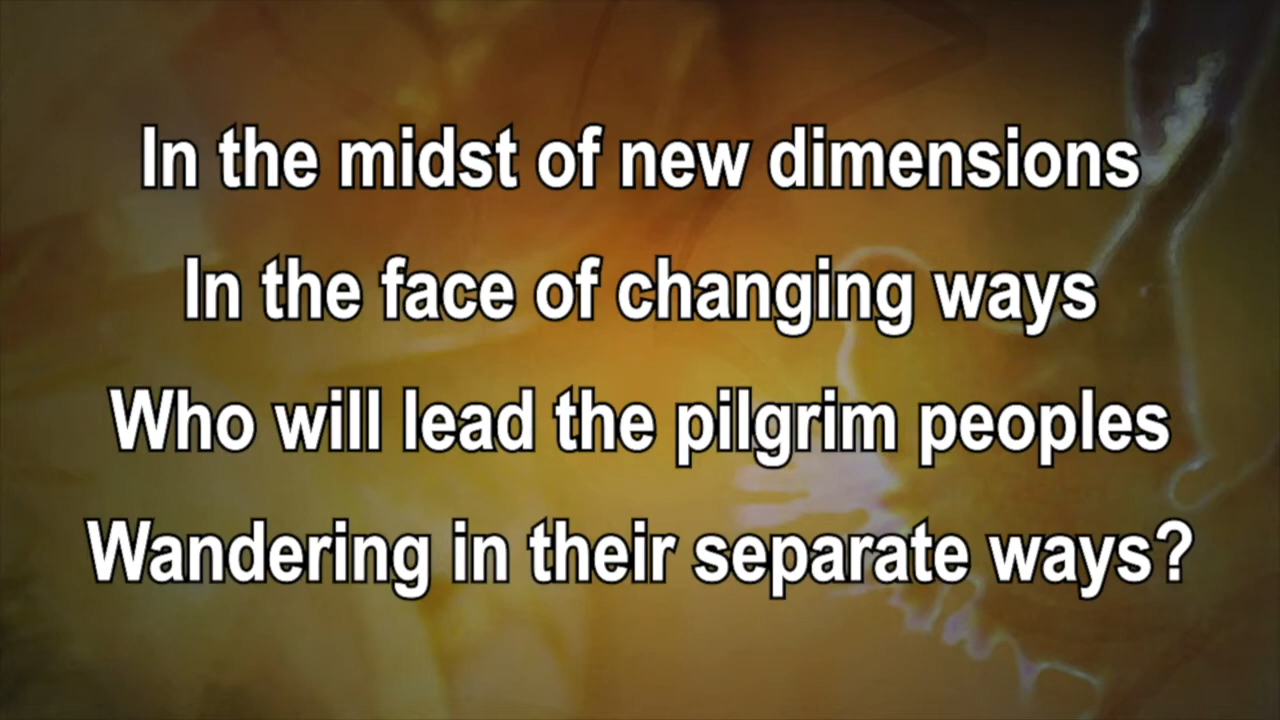 In the midst of new dimensions
In the face of changing ways
Who will lead the pilgrim peoples
Wandering in their separate ways?